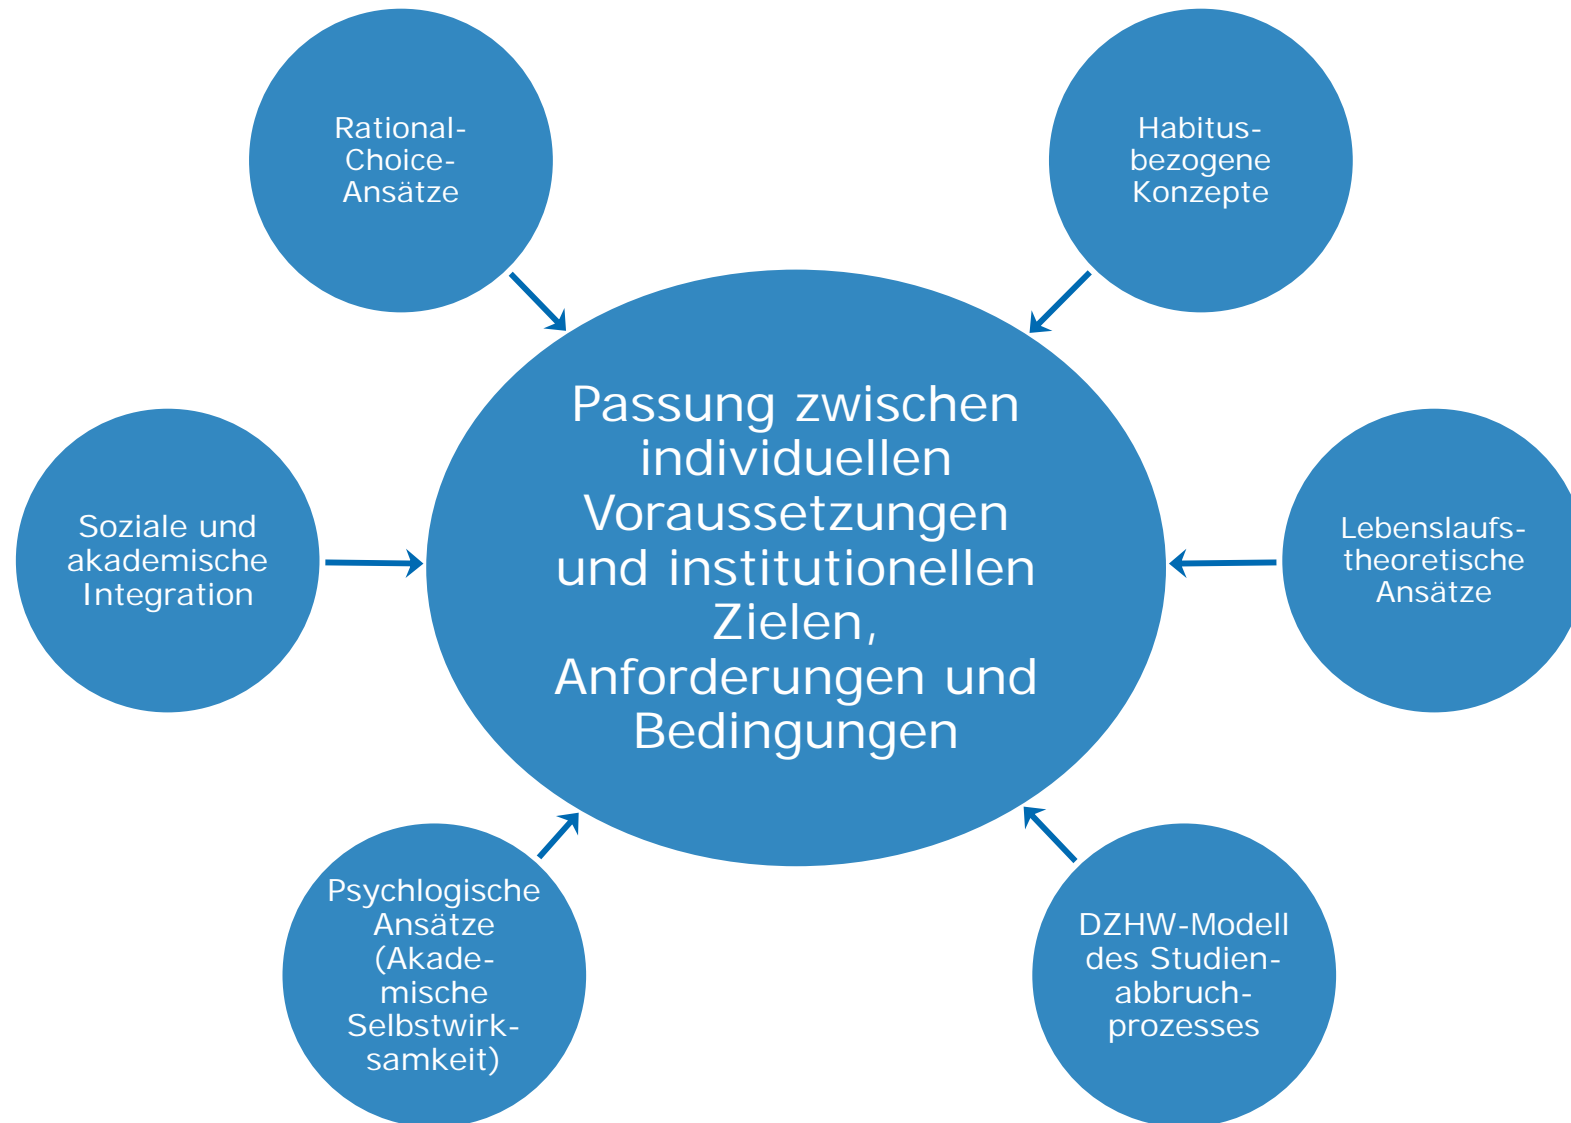 Rational-
Choice-
Ansätze
Habitus-
bezogene
Konzepte
Passung zwischen
individuellen
Voraussetzungen
und institutionellen
Zielen,
Anforderungen und
Bedingungen
Soziale und
akademische
Integration
Lebenslaufs-
theoretische
Ansätze
Psychlogische
Ansätze
(Akade-
mische
Selbstwirk-
samkeit)
DZHW-Modell
des Studien-
abbruch-
prozesses